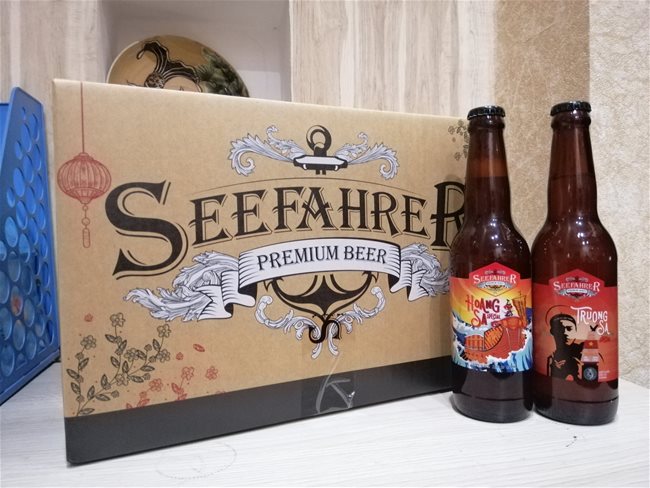 SEEFAHRER
PREMIUM BEER
SEEFAHRER
HOANG
SA
SEEFAHRER
TRUONG
SA